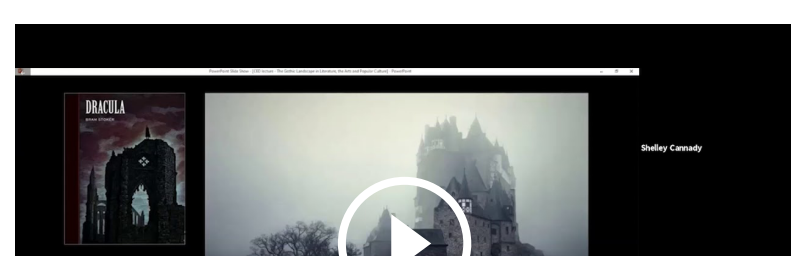 PowerPoint Slide Show - [CED lecture - The Gothic Landscape in Literature, the Arts and Popular Culture] - PowerPoint
DRACULA
BRAM STOKER
Shelley Cannady